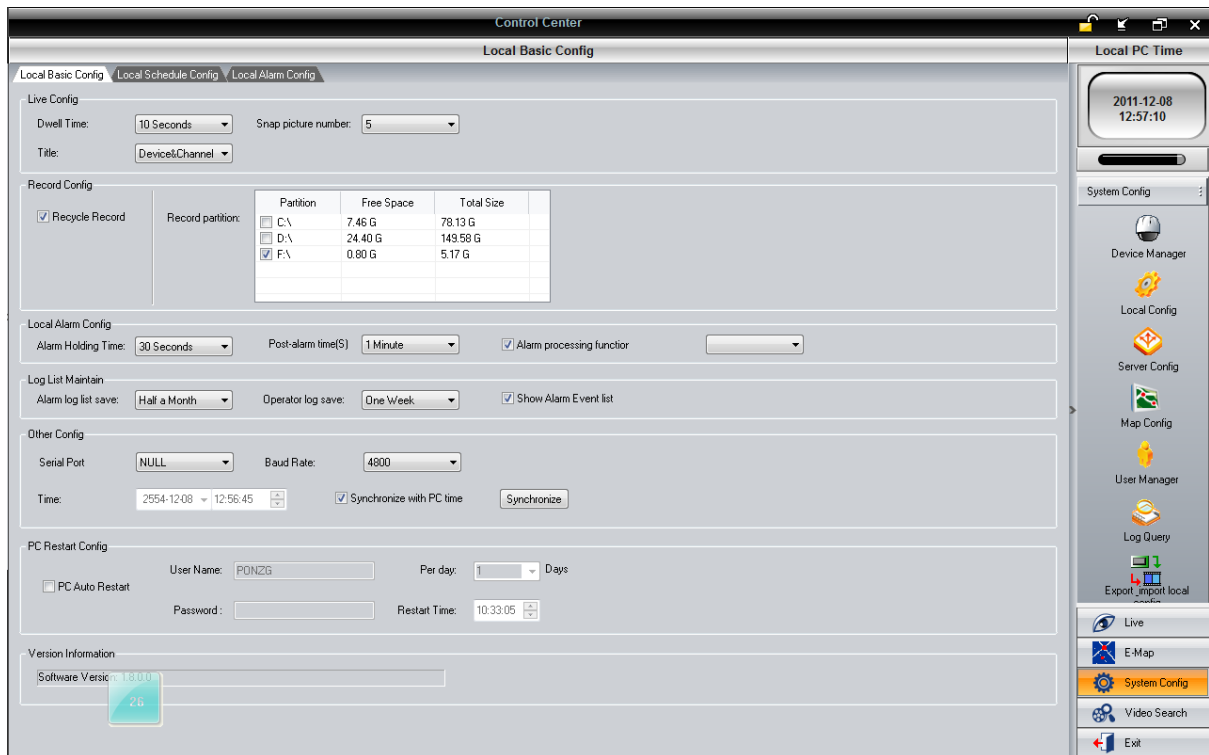 Control Center
Local Basic Config
Local PC Time
Local Basic Config Local Schedule Config Local Alarm Config
2011-12-08
12:57:10
Live Config
Dwell Time: 10 Seconds Snap picture number: 5
Title: Device&Channel
Record Config
Recycle Record Record partition:
Partition Free Space Total Size
C:\ 7.46 G 78.13 G
D:\ 24.40 G 149.58 G
F:\ 0.80 G 5.17 G
Local Alarm Config
Alarm Holding Time: 30 Seconds Post-alarm time(S) 1 Minute Alarm processing functior
Log List Maintain
Alarm log list save: Half a Month Operator log save: One Week Show Alarm Event list
Other Config
Serial Port NULL Baud Rate: 4800
Time: 2554-12-08 12:56:45 Synchronize with PC time Synchronize
PC Restart Config
PC Auto Restart
User Name: PONZG Per day: 1 Days
Password : Restart Time: 10:33:05
Version Information
Software Version: 1.8.0.0
26
System Config
Device Manager
Local Config
Server Config
Map Config
User Manager
Log Query
Export_import local
config
Live
E-Map
System Config
Video Search
Exit